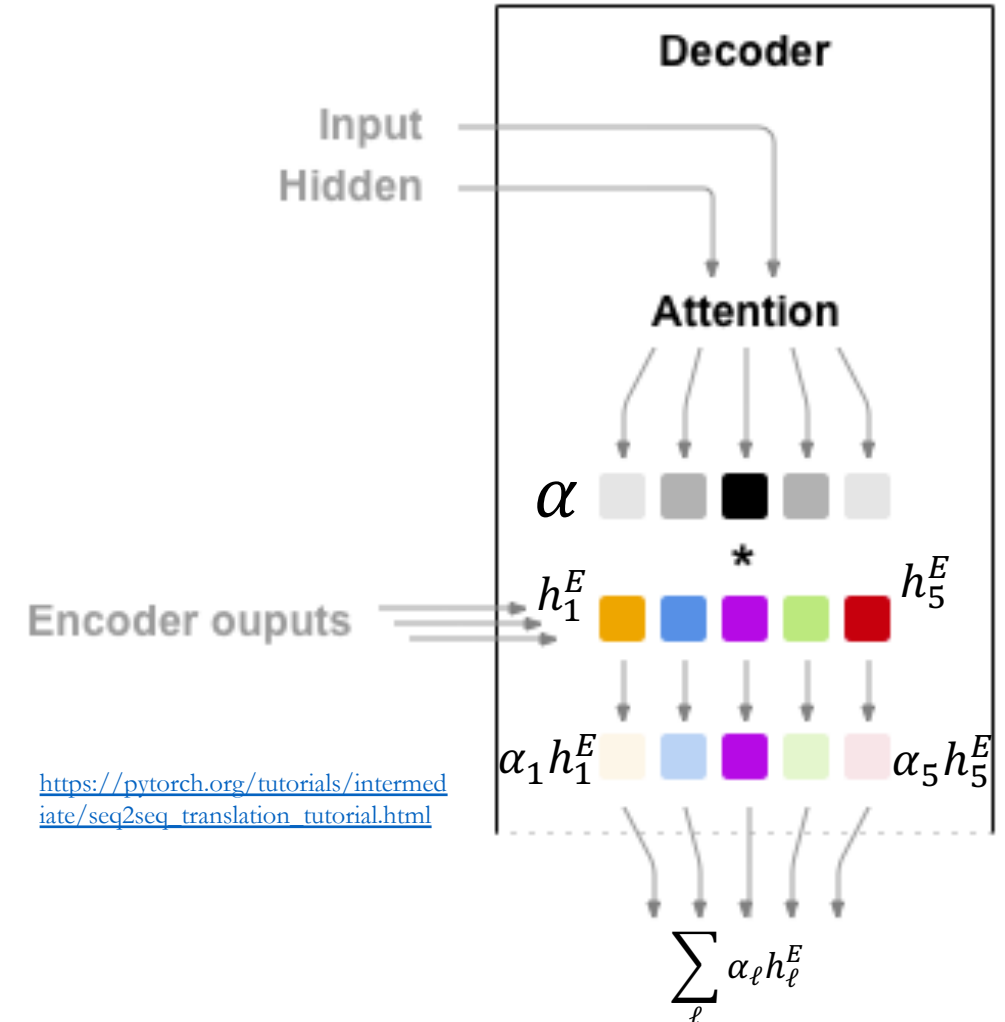 Decoder
Input
Hidden
Attention
α
*
h_1^E
h_5^E
Encoder ouputs
α_1 h_1^E
α_5 h_5^E
https://pytorch.org/tutorials/intermed
iate/seq2seq_translation_tutorial.html
∑_ℓ α_ℓ h_ℓ^E